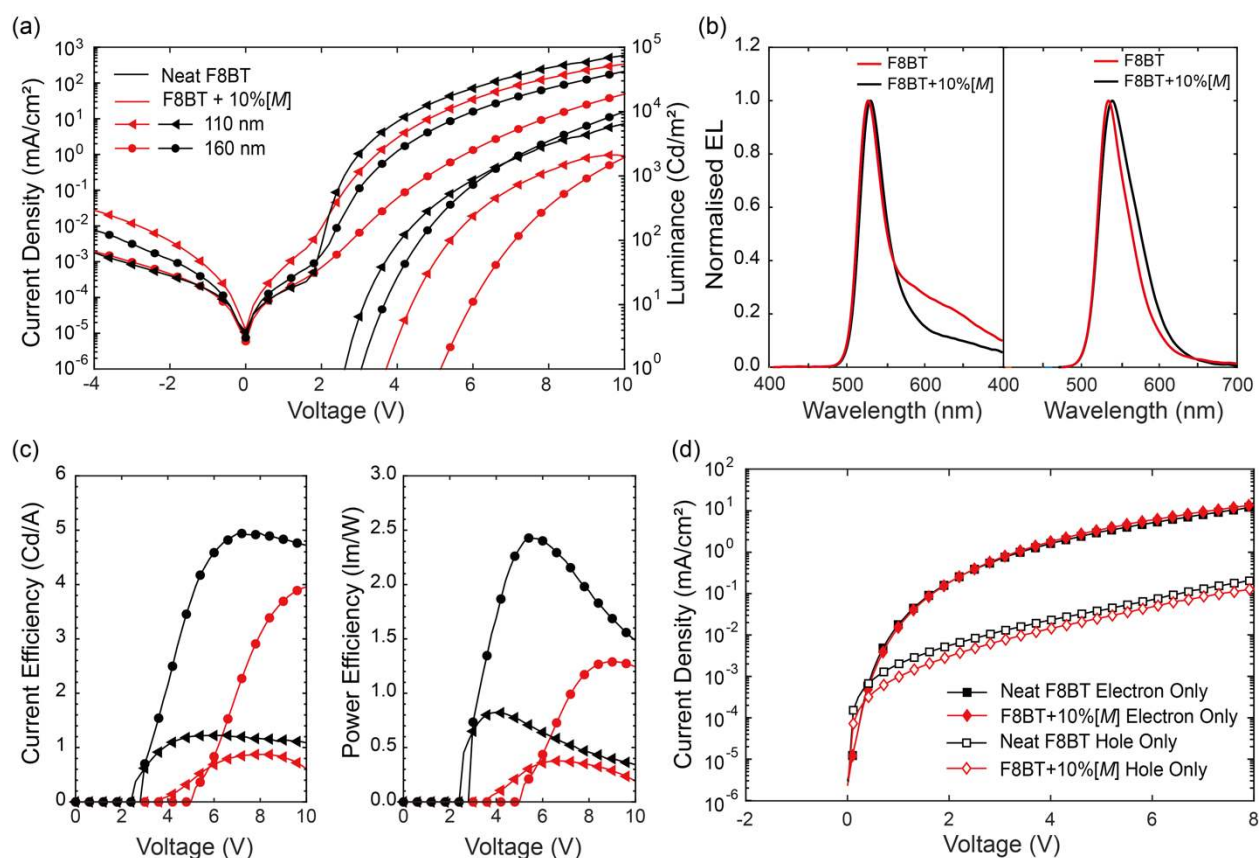 (a)
Current Density (mA/cm²)
10³
10²
10¹
10⁰
10⁻¹
10⁻²
10⁻³
10⁻⁴
10⁻⁵
10⁻⁶
Neat F8BT
F8BT + 10%[M]
110 nm
160 nm
10⁵
10⁴
10³
10²
10¹
10⁰
Luminance (Cd/m²)
-4 -2 0 2 4 6 8 10
Voltage (V)
(b)
Normalised EL
1.2
1.0
0.8
0.6
0.4
0.2
0.0
F8BT
F8BT+10%[M]
F8BT
F8BT+10%[M]
400 500 600 400 500 600 700
Wavelength (nm) Wavelength (nm)
(c)
Current Efficiency (Cd/A)
6
5
4
3
2
1
0
0 2 4 6 8 10
Voltage (V)
Power Efficiency (lm/W)
3.0
2.5
2.0
1.5
1.0
0.5
0.0
0 2 4 6 8 10
Voltage (V)
(d)
Current Density (mA/cm²)
10²
10¹
10⁰
10⁻¹
10⁻²
10⁻³
10⁻⁴
10⁻⁵
10⁻⁶
Neat F8BT Electron Only
F8BT+10%[M] Electron Only
Neat F8BT Hole Only
F8BT+10%[M] Hole Only
-2 0 2 4 6 8
Voltage (V)